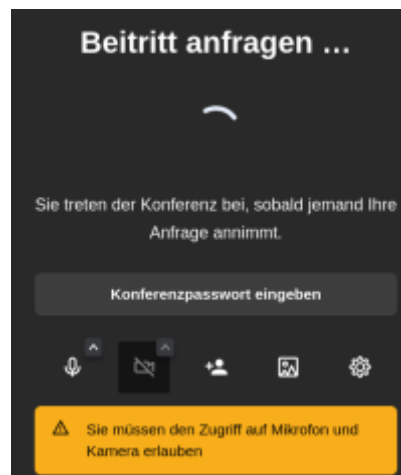 Beitritt anfragen …
Sie treten der Konferenz bei, sobald jemand Ihre
Anfrage annimmt.
Konferenzpasswort eingeben
Sie müssen den Zugriff auf Mikrofon und
Kamera erlauben